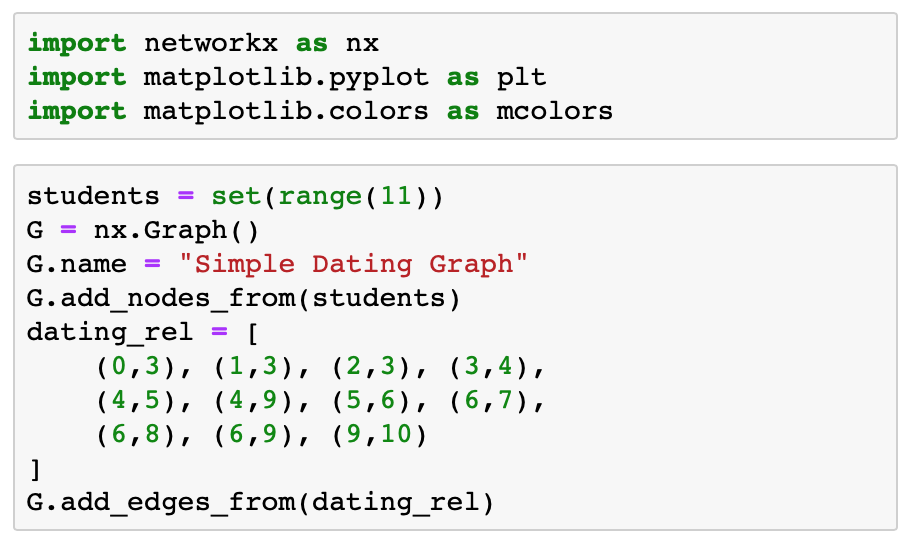 import networkx as nx
import matplotlib.pyplot as plt
import matplotlib.colors as mcolors
students = set(range(11))
G = nx.Graph()
G.name = "Simple Dating Graph"
G.add_nodes_from(students)
dating_rel = [
    (0,3), (1,3), (2,3), (3,4),
    (4,5), (4,9), (5,6), (6,7),
    (6,8), (6,9), (9,10)
]
G.add_edges_from(dating_rel)